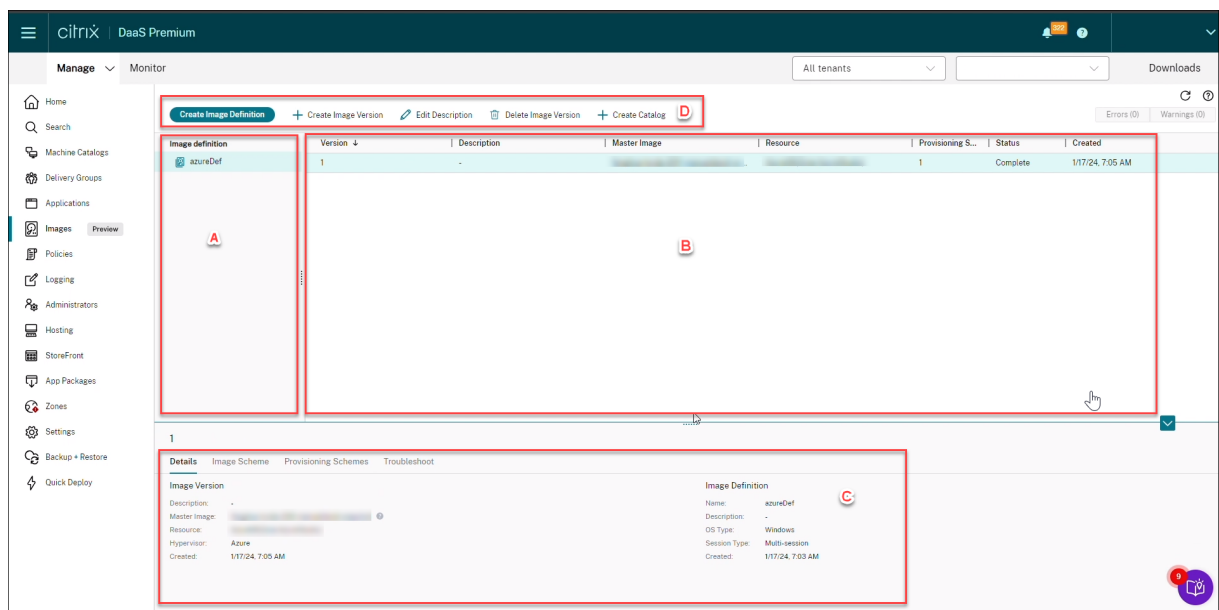 citrix | DaaS Premium
322
Manage Monitor All tenants Downloads
Home
Search
Machine Catalogs
Delivery Groups
Applications
Images Preview
Policies
Logging
Administrators
Hosting
StoreFront
App Packages
Zones
Settings
Backup + Restore
Quick Deploy
Create Image Definition + Create Image Version Edit Description Delete Image Version + Create Catalog D
Errors (0) Warnings (0)
Image definition
azureDef
A
Version ↓ Description Master Image Resource Provisioning S... Status Created
1 - 1 Complete 1/17/24, 7:05 AM
B
1
Details Image Scheme Provisioning Schemes Troubleshoot
Image Version
Description: -
Master Image:
Resource:
Hypervisor: Azure
Created: 1/17/24, 7:05 AM
Image Definition
Name: azureDef
Description: -
OS Type: Windows
Session Type: Multi-session
Created: 1/17/24, 7:03 AM
C
9